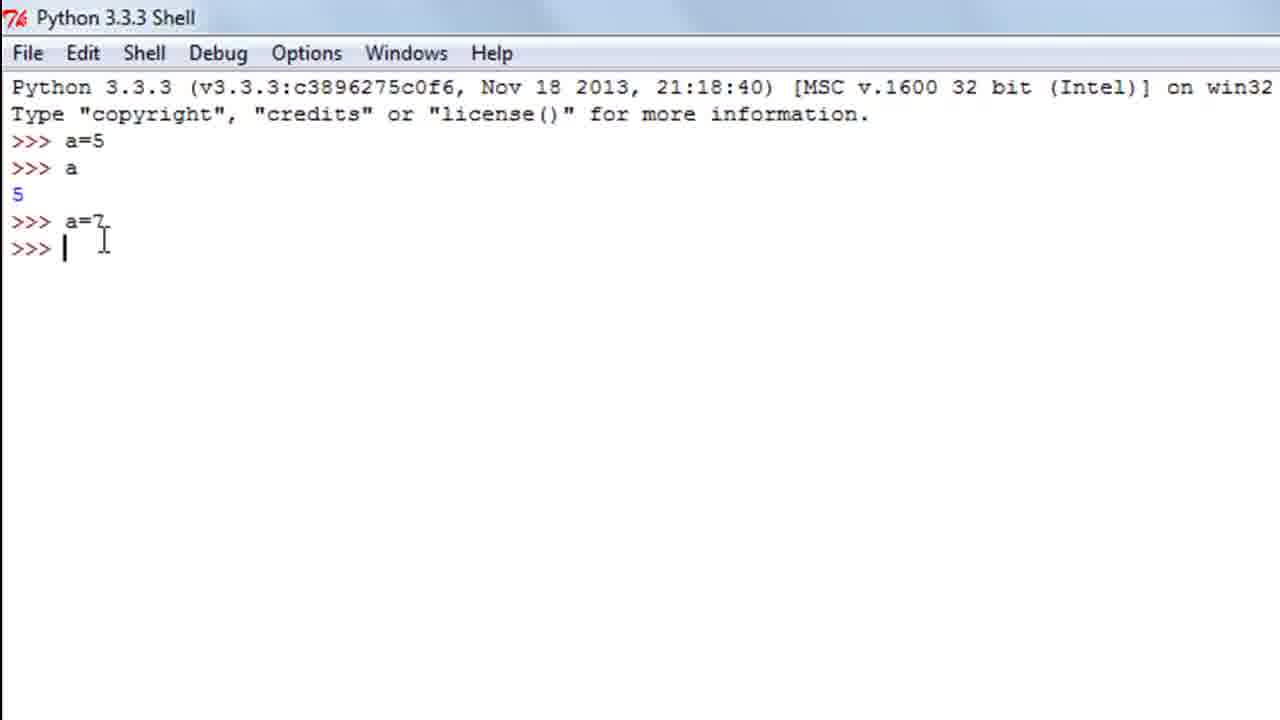 Python 3.3.3 Shell
File Edit Shell Debug Options Windows Help
Python 3.3.3 (v3.3.3:c3896275c0f6, Nov 18 2013, 21:18:40) [MSC v.1600 32 bit (Intel)] on win32
Type "copyright", "credits" or "license()" for more information.
>>> a=5
>>> a
5
>>> a=7
>>>